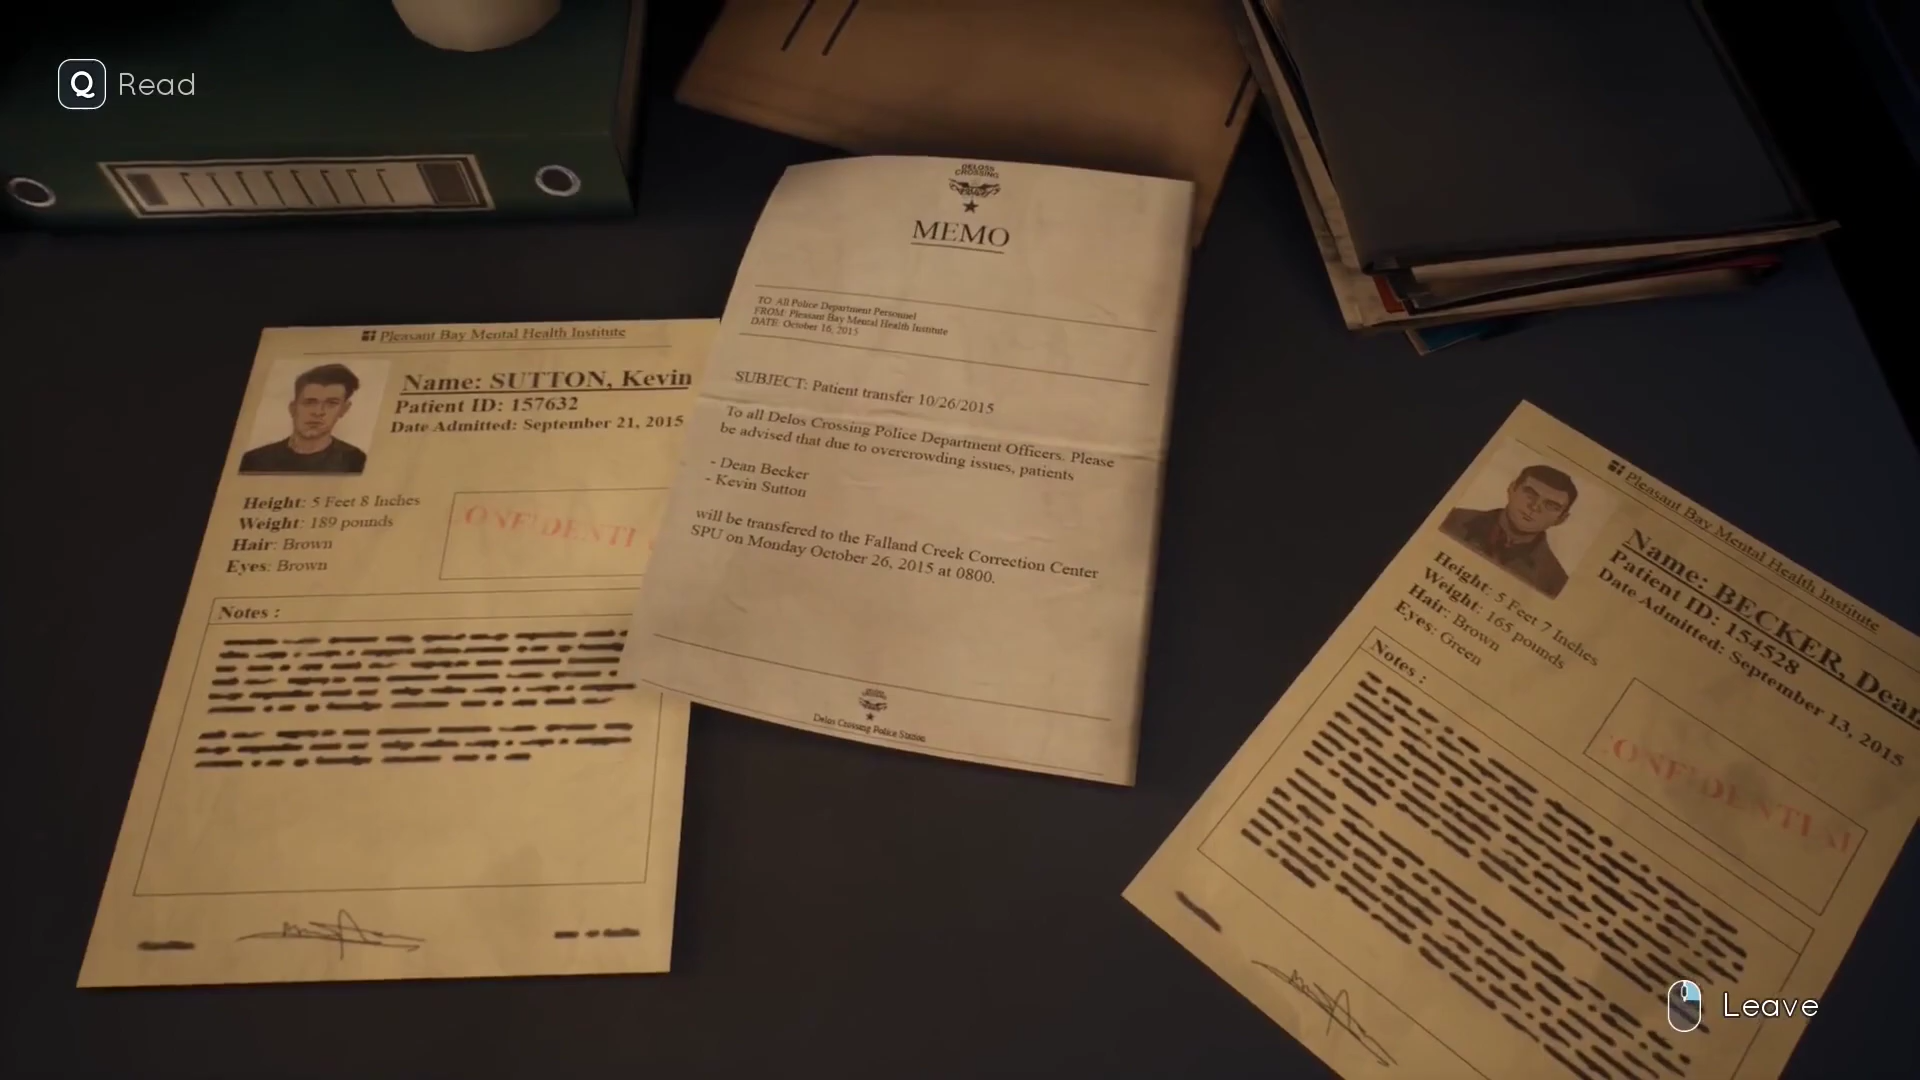 Q Read
Pleasant Bay Mental Health Institute
Name: SUTTON, Kevin
Patient ID: 157632
Date Admitted: September 21, 2015
Height: 5 Feet 8 Inches
Weight: 189 pounds
Hair: Brown
Eyes: Brown
Notes :
DELOSS
CROSSING
MEMO
TO: All Police Department Personnel
FROM: Pleasant Bay Mental Health Institute
DATE: October 16, 2015
SUBJECT: Patient transfer 10/26/2015
To all Delos Crossing Police Department Officers. Please
be advised that due to overcrowding issues, patients
- Dean Becker
- Kevin Sutton
will be transfered to the Falland Creek Correction Center
SPU on Monday October 26, 2015 at 0800.
Delos Crossing Police Station
Pleasant Bay Mental Health Institute
Name: BECKER, Dean
Patient ID: 154528
Date Admitted: September 13, 2015
Height: 5 Feet 7 Inches
Weight: 165 pounds
Hair: Brown
Eyes: Green
CONFIDENTIAL
Notes :
Leave